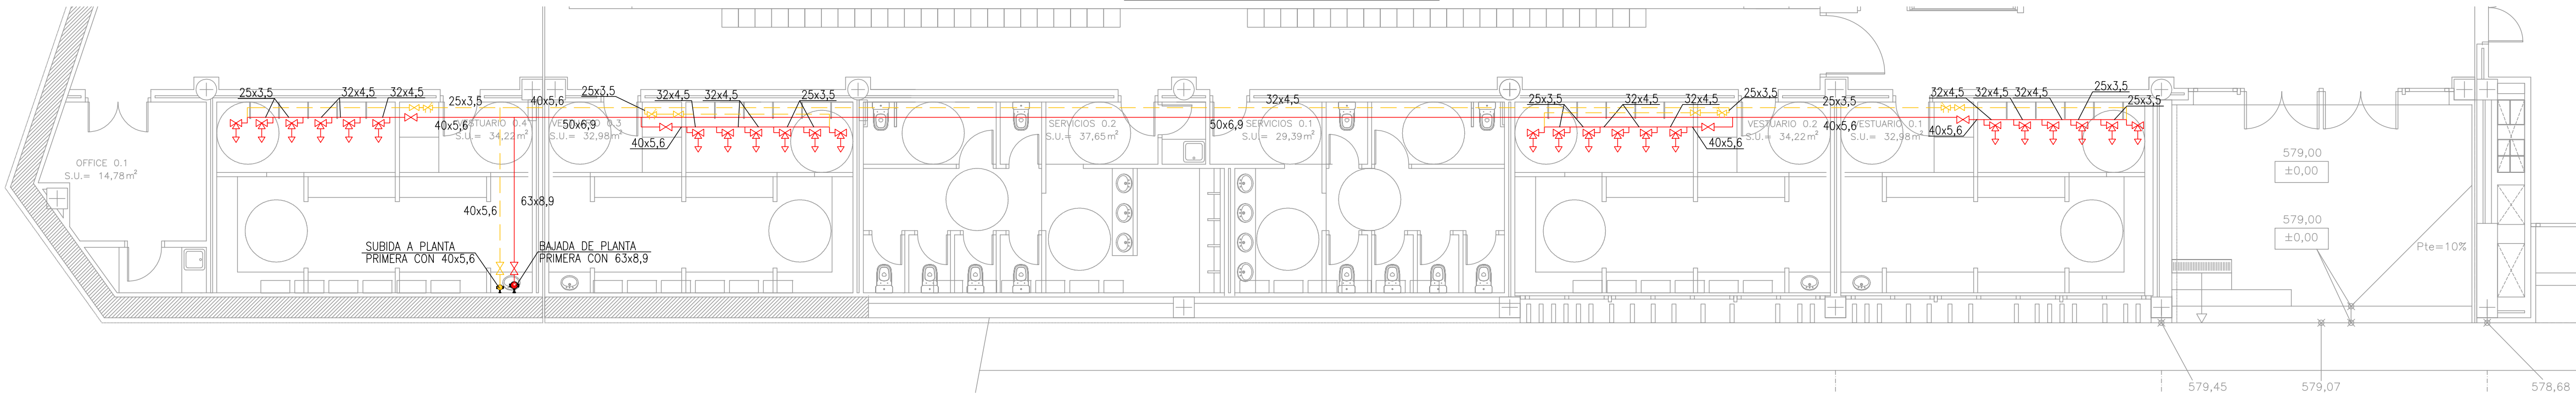 25x3,5
32x4,5
32x4,5
25x3,5
40x5,6
25x3,5
32x4,5
32x4,5
25x3,5
32x4,5
25x3,5
32x4,5
32x4,5
25x3,5
25x3,5
32x4,5
32x4,5
32x4,5
25x3,5
25x3,5
40x5,6
VESTUARIO 0.4
S.U.= 34,22m²
50x6,9
VESTUARIO 0.3
S.U.= 32,98m²
40x5,6
SERVICIOS 0.2
S.U.= 37,65m²
50x6,9
SERVICIOS 0.1
S.U.= 29,39m²
40x5,6
VESTUARIO 0.2
S.U.= 34,22m²
40x5,6
VESTUARIO 0.1
S.U.= 32,98m²
40x5,6
OFFICE 0.1
S.U.= 14,78m²
579,00
±0,00
579,00
±0,00
Pte=10%
40x5,6
63x8,9
SUBIDA A PLANTA
PRIMERA CON 40x5,6
BAJADA DE PLANTA
PRIMERA CON 63x8,9
579,45
579,07
578,68